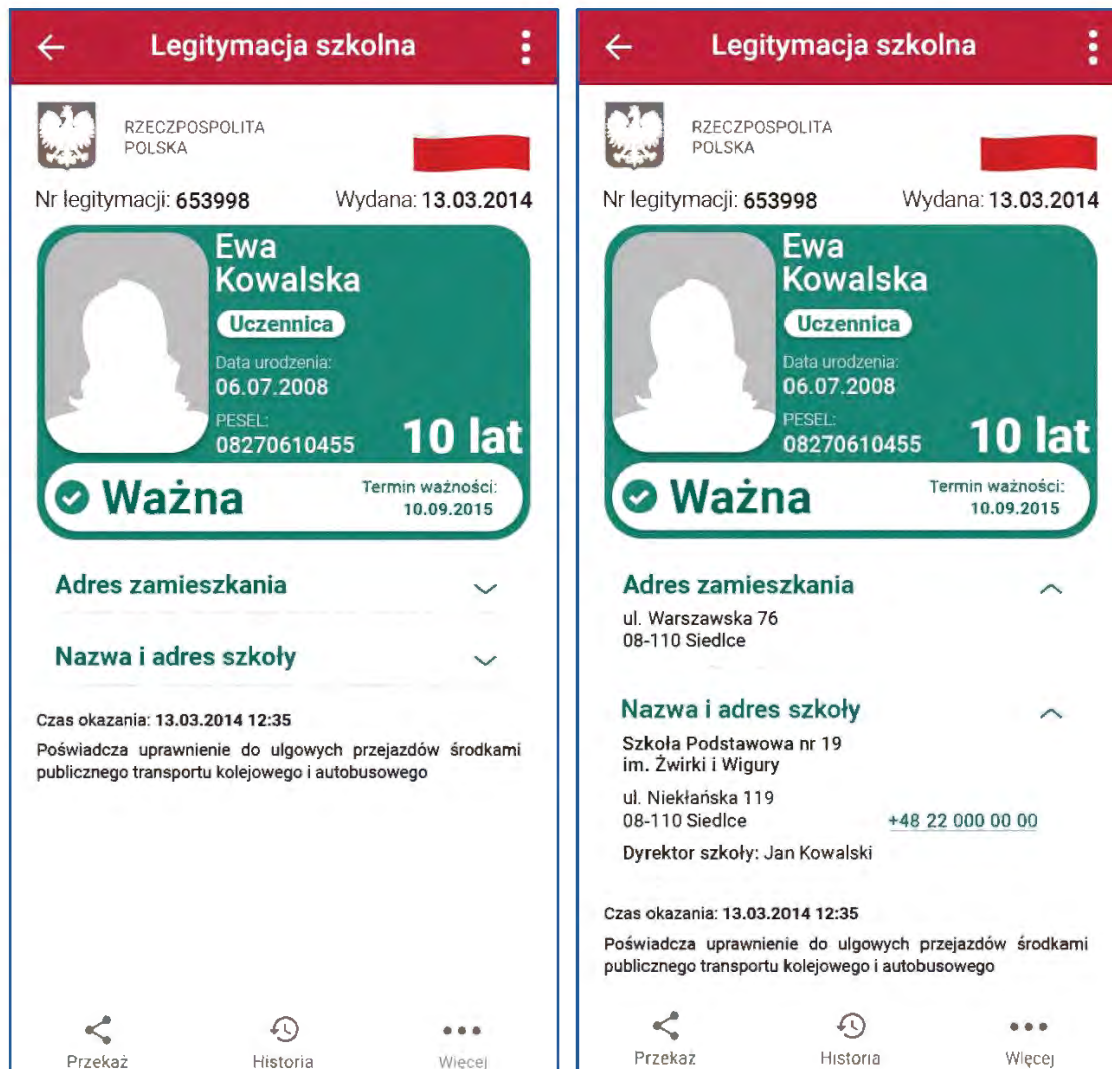 Legitymacja szkolna
RZECZPOSPOLITA
POLSKA
Nr legitymacji: 653998 Wydana: 13.03.2014
Ewa
Kowalska
Uczennica
Data urodzenia:
06.07.2008
PESEL:
08270610455
10 lat
Ważna
Termin ważności:
10.09.2015
Adres zamieszkania
Nazwa i adres szkoły
Czas okazania: 13.03.2014 12:35
Poświadcza uprawnienie do ulgowych przejazdów środkami
publicznego transportu kolejowego i autobusowego
Przekaż Historia Więcej
Legitymacja szkolna
RZECZPOSPOLITA
POLSKA
Nr legitymacji: 653998 Wydana: 13.03.2014
Ewa
Kowalska
Uczennica
Data urodzenia:
06.07.2008
PESEL:
08270610455
10 lat
Ważna
Termin ważności:
10.09.2015
Adres zamieszkania
ul. Warszawska 76
08-110 Siedlce
Nazwa i adres szkoły
Szkoła Podstawowa nr 19
im. Żwirki i Wigury
ul. Niekłańska 119
08-110 Siedlce +48 22 000 00 00
Dyrektor szkoły: Jan Kowalski
Czas okazania: 13.03.2014 12:35
Poświadcza uprawnienie do ulgowych przejazdów środkami
publicznego transportu kolejowego i autobusowego
Przekaż Historia Więcej